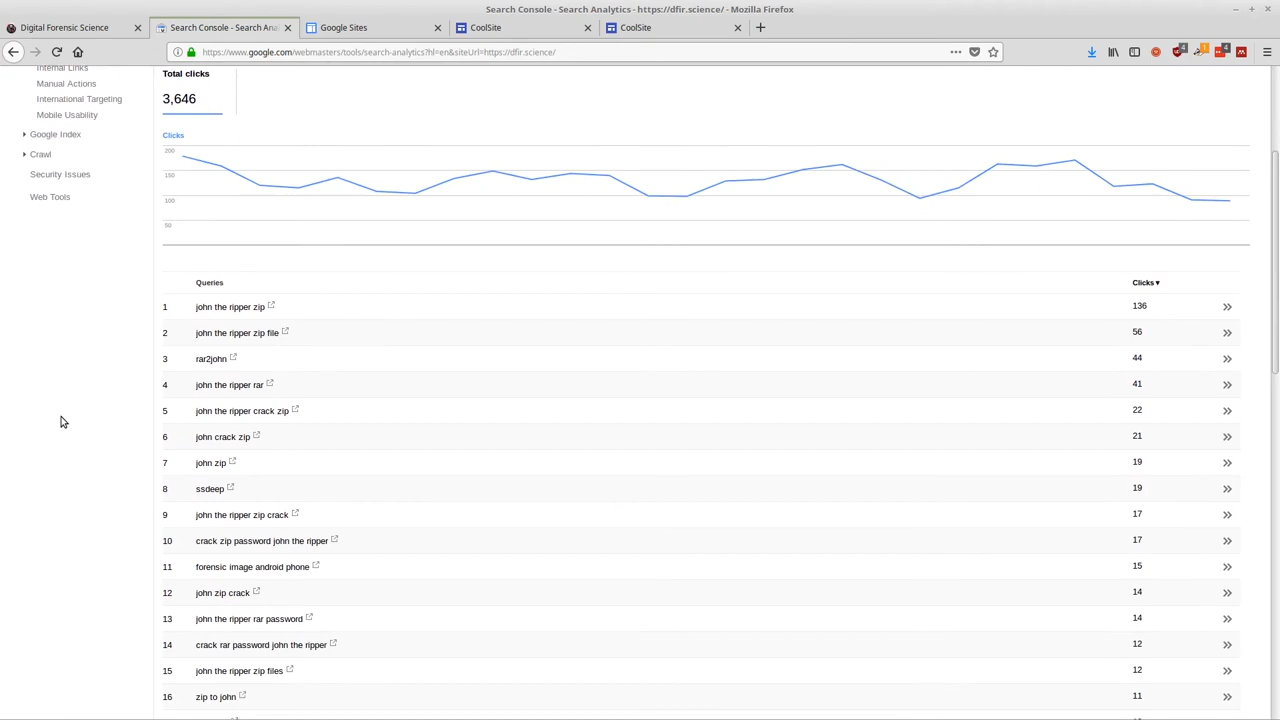 Search Console - Search Analytics - https://dfir.science/ - Mozilla Firefox
Digital Forensic Science
Search Console - Search Ana
Google Sites
CoolSite
CoolSite
https://www.google.com/webmasters/tools/search-analytics?hl=en&siteUrl=https://dfir.science/
4
1
4
Internal Links
Manual Actions
International Targeting
Mobile Usability
Google Index
Crawl
Security Issues
Web Tools
Total clicks
3,646
Clicks
200
150
100
50
Queries Clicks▼
1 john the ripper zip 136
2 john the ripper zip file 56
3 rar2john 44
4 john the ripper rar 41
5 john the ripper crack zip 22
6 john crack zip 21
7 john zip 19
8 ssdeep 19
9 john the ripper zip crack 17
10 crack zip password john the ripper 17
11 forensic image android phone 15
12 john zip crack 14
13 john the ripper rar password 14
14 crack rar password john the ripper 12
15 john the ripper zip files 12
16 zip to john 11